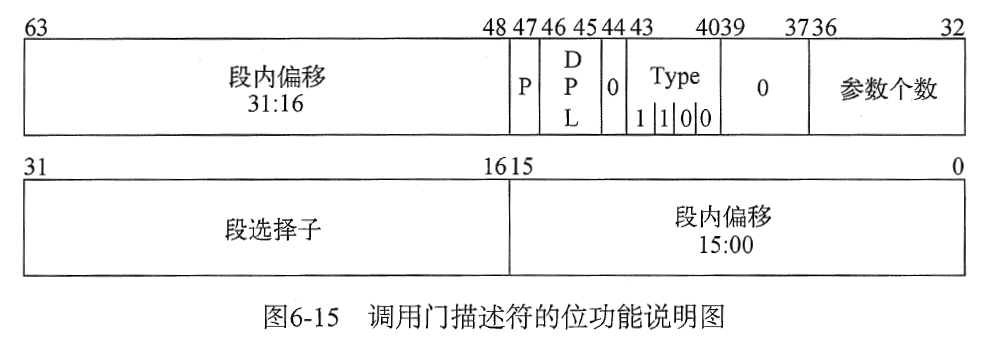 63 48 47 46 45 44 43 40 39 37 36 32
段内偏移
31:16
P
D
P
L
0
Type
1 1 0 0
0
参数个数
31 16 15 0
段选择子
段内偏移
15:00
图6-15 调用门描述符的位功能说明图